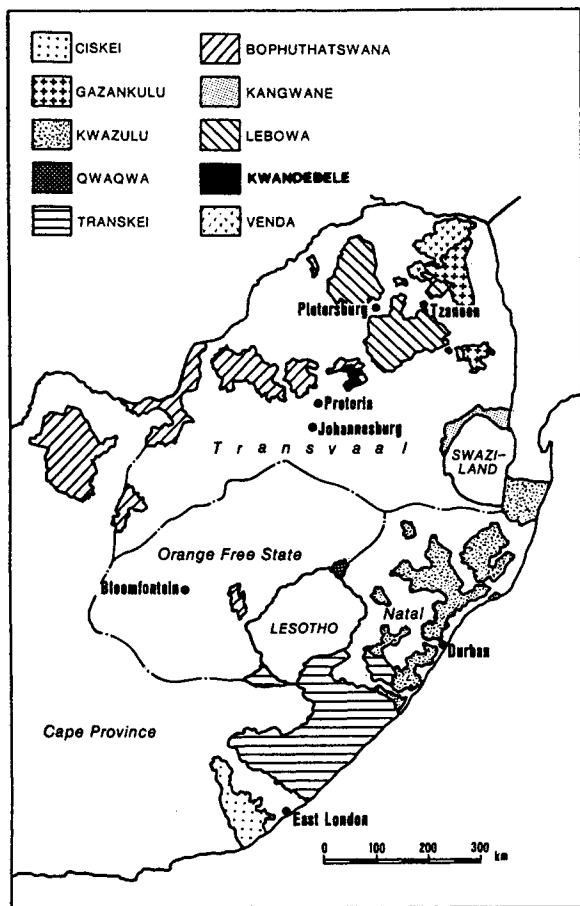 CISKEI
BOPHUTHATSWANA
GAZANKULU
KANGWANE
KWAZULU
LEBOWA
QWAQWA
KWANDEBELE
TRANSKEI
VENDA
Pietersburg
Tzaneen
Pretoria
Johannesburg
Transvaal
SWAZI-
LAND
Orange Free State
Bloemfontein
LESOTHO
Natal
Durban
Cape Province
East London
0 100 200 300
km